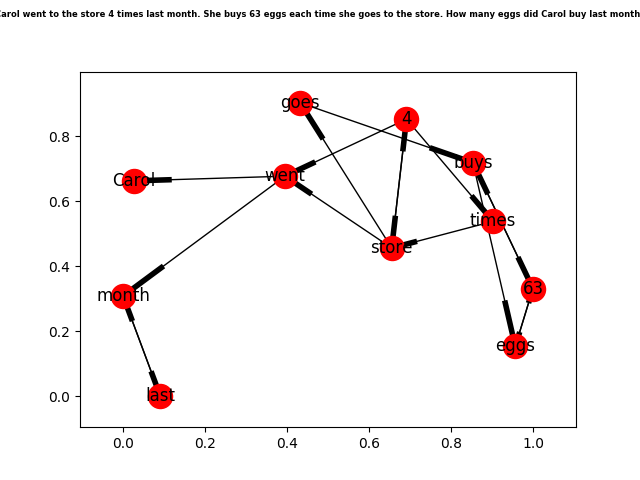 arol went to the store 4 times last month. She buys 63 eggs each time she goes to the store. How many eggs did Carol buy last month
goes
4
buys
Carol
went
times
store
63
month
eggs
last
0.8
0.6
0.4
0.2
0.0
0.0 0.2 0.4 0.6 0.8 1.0